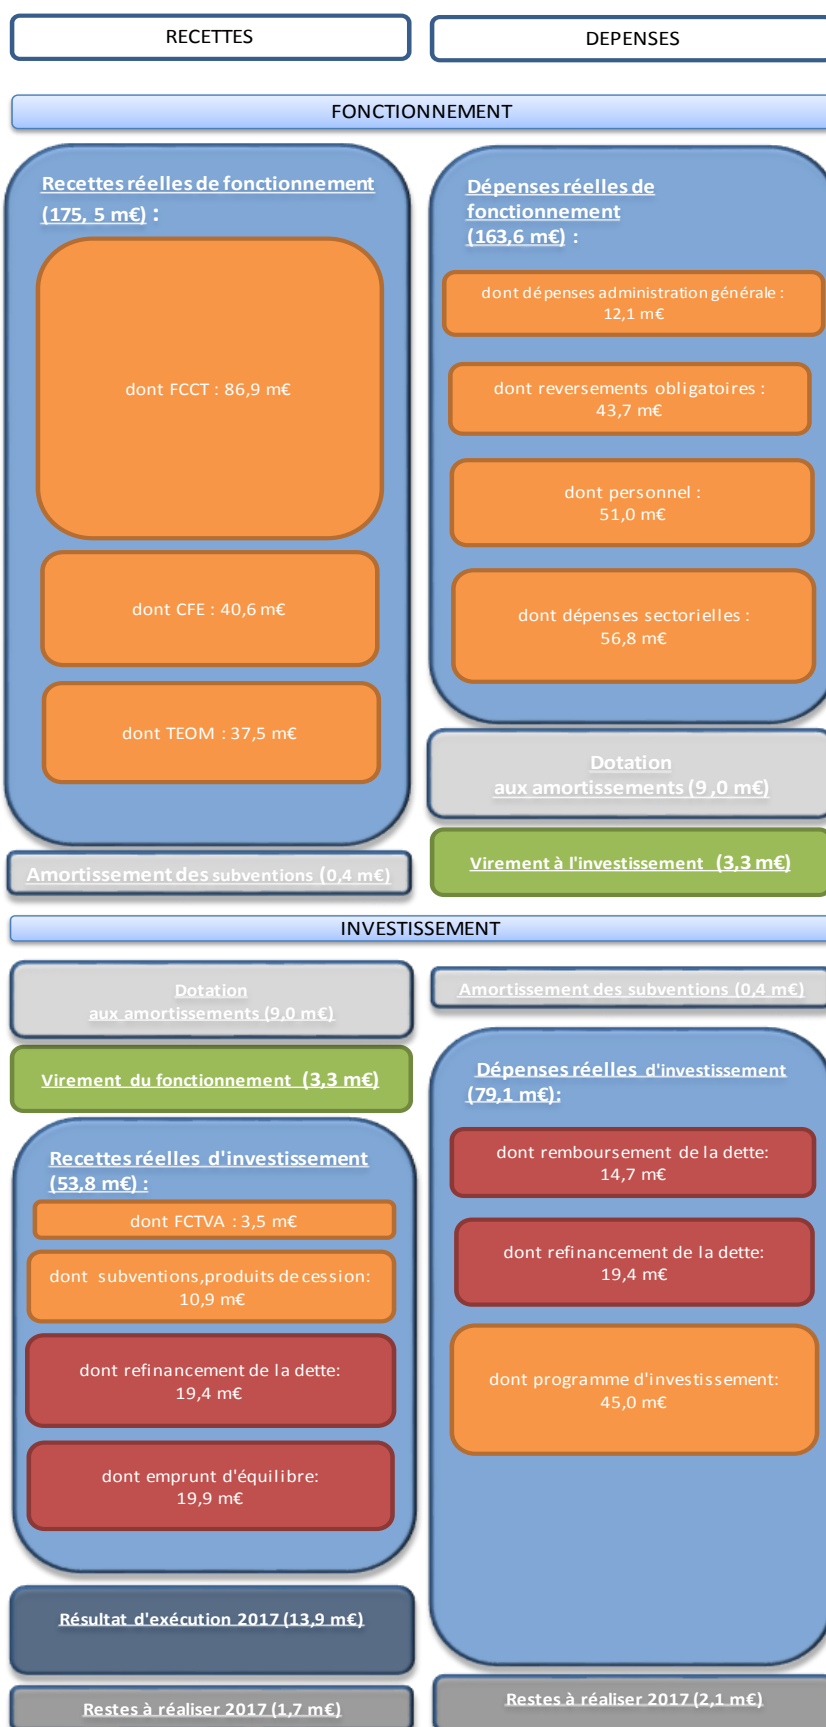 RECETTES
DEPENSES
FONCTIONNEMENT
Recettes réelles de fonctionnement
(175, 5 m€) :
dont FCCT : 86,9 m€
dont CFE : 40,6 m€
dont TEOM : 37,5 m€
Amortissement des subventions (0,4 m€)
Dépenses réelles de
fonctionnement
(163,6 m€) :
dont dépenses administration générale :
12,1 m€
dont reversements obligatoires :
43,7 m€
dont personnel :
51,0 m€
dont dépenses sectorielles :
56,8 m€
Dotation
aux amortissements (9 ,0 m€)
Virement à l'investissement (3,3 m€)
INVESTISSEMENT
Dotation
aux amortissements (9,0 m€)
Virement du fonctionnement (3,3 m€)
Recettes réelles d'investissement
(53,8 m€) :
dont FCTVA : 3,5 m€
dont subventions,produits de cession:
10,9 m€
dont refinancement de la dette:
19,4 m€
dont emprunt d'équilibre:
19,9 m€
Résultat d'exécution 2017 (13,9 m€)
Restes à réaliser 2017 (1,7 m€)
Amortissement des subventions (0,4 m€)
Dépenses réelles d'investissement
(79,1 m€):
dont remboursement de la dette:
14,7 m€
dont refinancement de la dette:
19,4 m€
dont programme d'investissement:
45,0 m€
Restes à réaliser 2017 (2,1 m€)